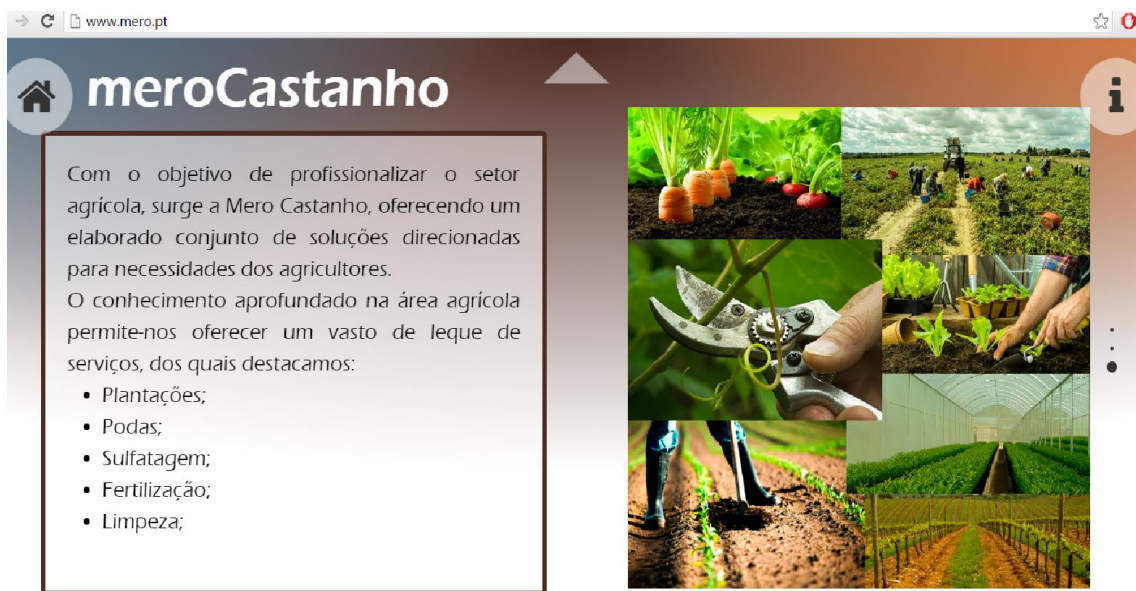 www.mero.pt
meroCastanho
Com o objetivo de profissionalizar o setor
agrícola, surge a Mero Castanho, oferecendo um
elaborado conjunto de soluções direcionadas
para necessidades dos agricultores.
O conhecimento aprofundado na área agrícola
permite-nos oferecer um vasto de leque de
serviços, dos quais destacamos:
• Plantações;
• Podas;
• Sulfatagem;
• Fertilização;
• Limpeza;